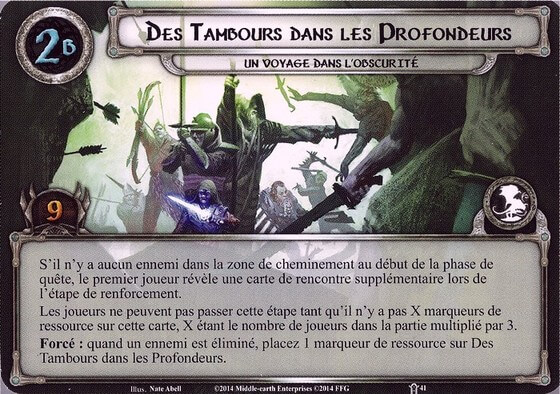 2B
Des Tambours dans les Profondeurs
un voyage dans l'obscurité
9
S'il n'y a aucun ennemi dans la zone de cheminement au début de la phase de
quête, le premier joueur révèle une carte de rencontre supplémentaire lors de
l'étape de renforcement.
Les joueurs ne peuvent pas passer cette étape tant qu'il n'y a pas X marqueurs de
ressource sur cette carte, X étant le nombre de joueurs dans la partie multiplié par 3.
Forcé : quand un ennemi est éliminé, placez 1 marqueur de ressource sur Des
Tambours dans les Profondeurs.
Illus. Nate Abell ©2014 Middle-earth Enterprises ©2014 FFG 41